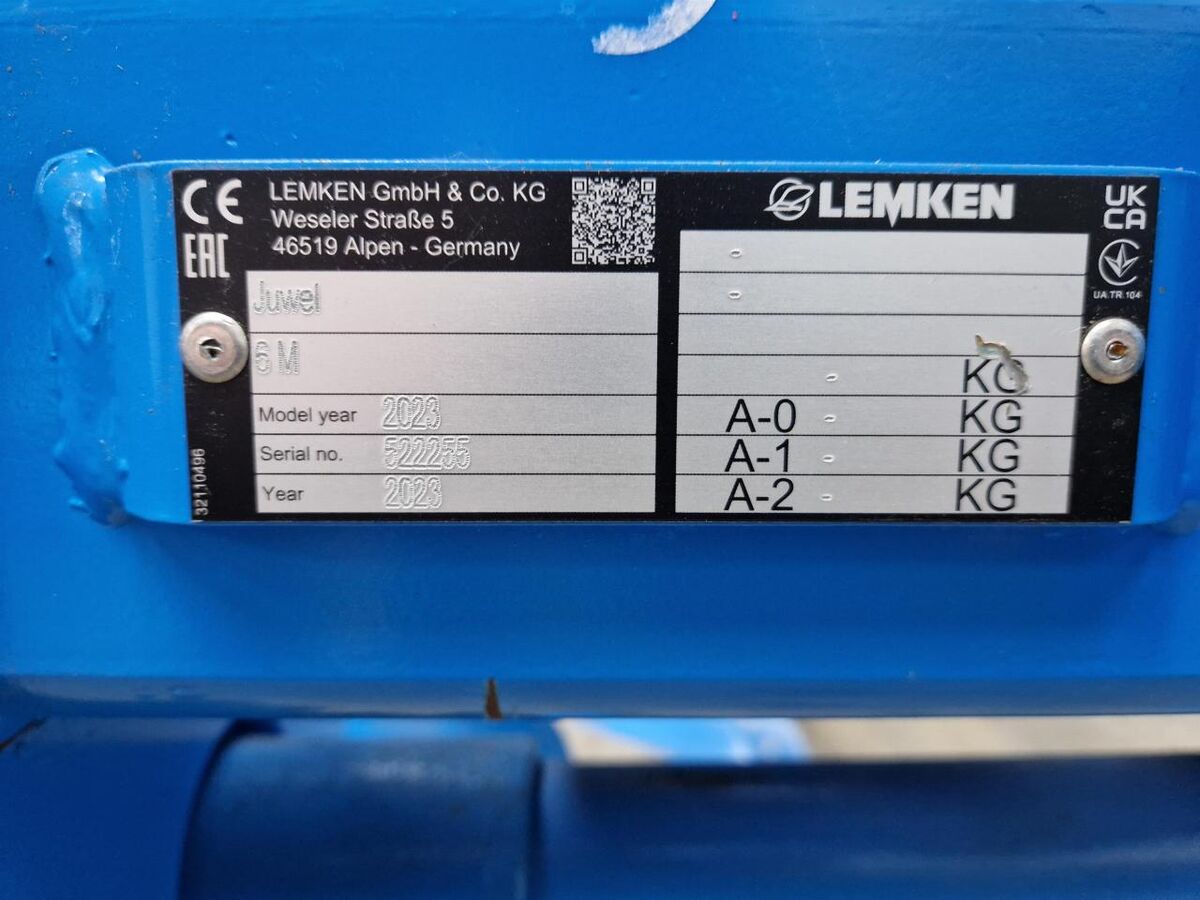 CE
LEMKEN GmbH & Co. KG
Weseler Straße 5
46519 Alpen - Germany
EAC
LEMKEN
UK
CA
UA.TR.104
Juwel
M
Model year 2023
Serial no. 522255
Year 2023
-
-
- KG
A-0 - KG
A-1 - KG
A-2 - KG
32110496